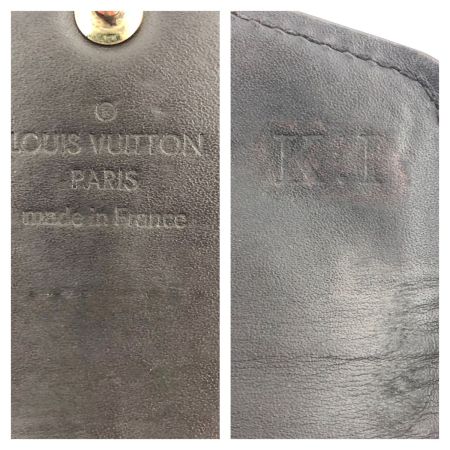 ®
LOUIS VUITTON
PARIS
made in France
K.I